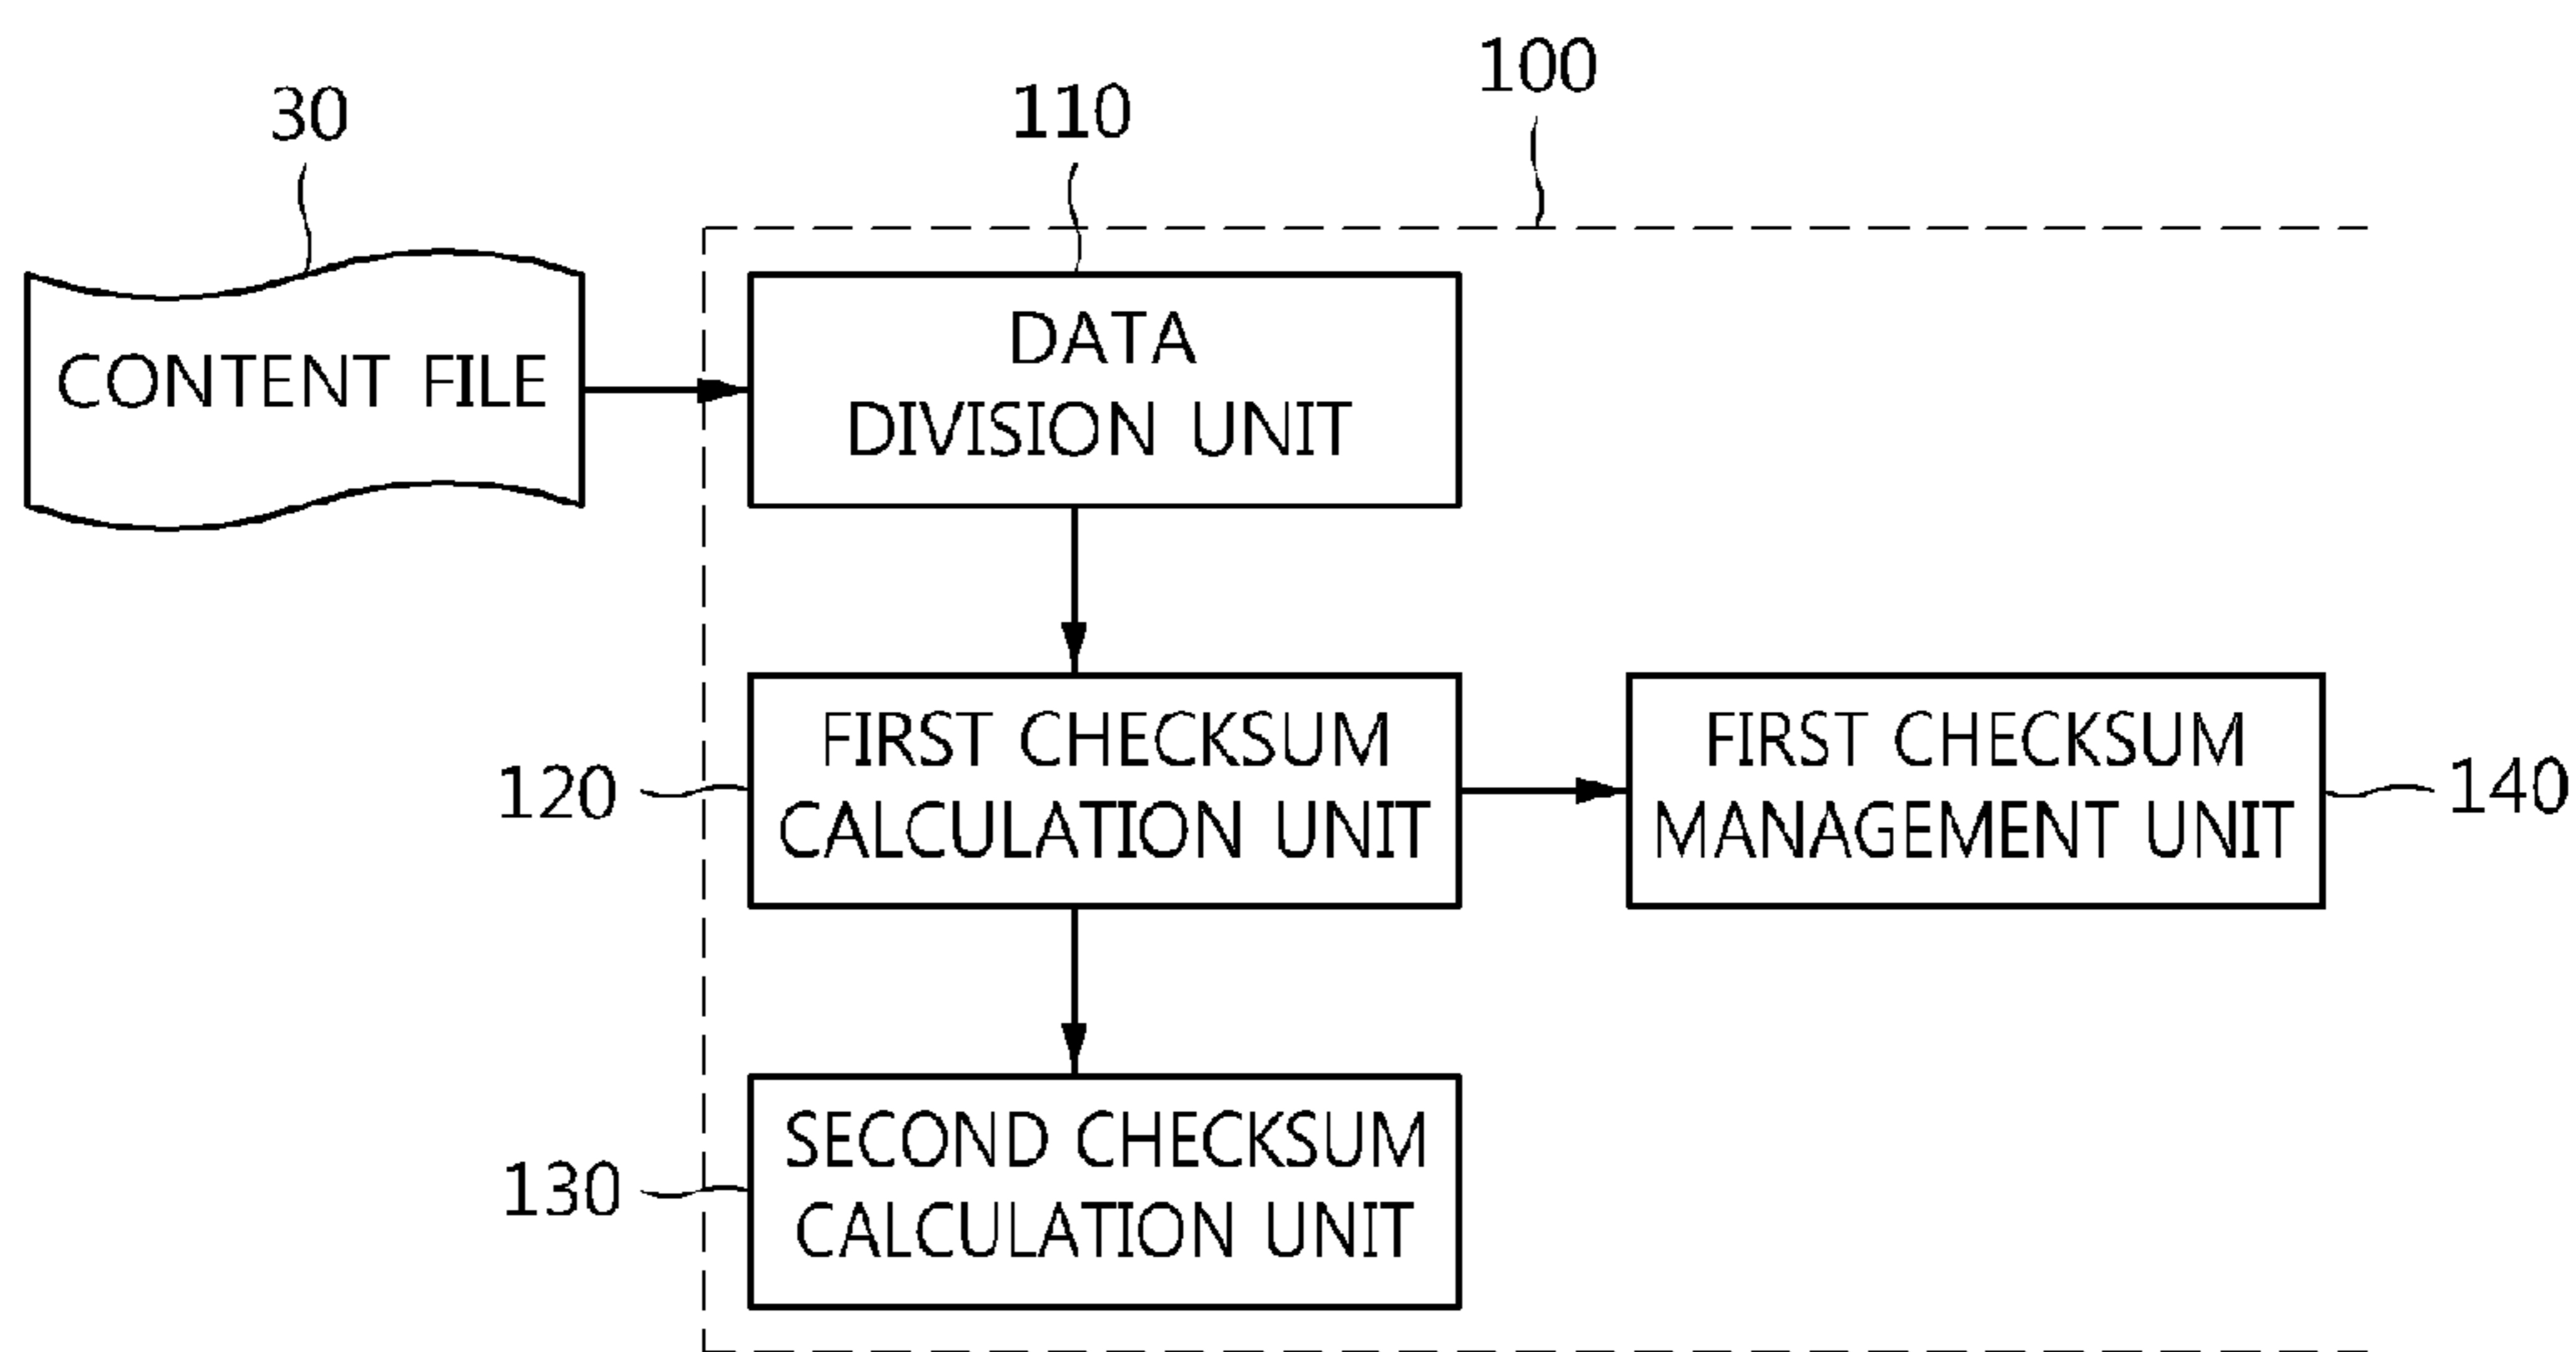 100
30
110
CONTENT FILE
DATA
DIVISION UNIT
120
FIRST CHECKSUM
CALCULATION UNIT
FIRST CHECKSUM
MANAGEMENT UNIT
140
130
SECOND CHECKSUM
CALCULATION UNIT